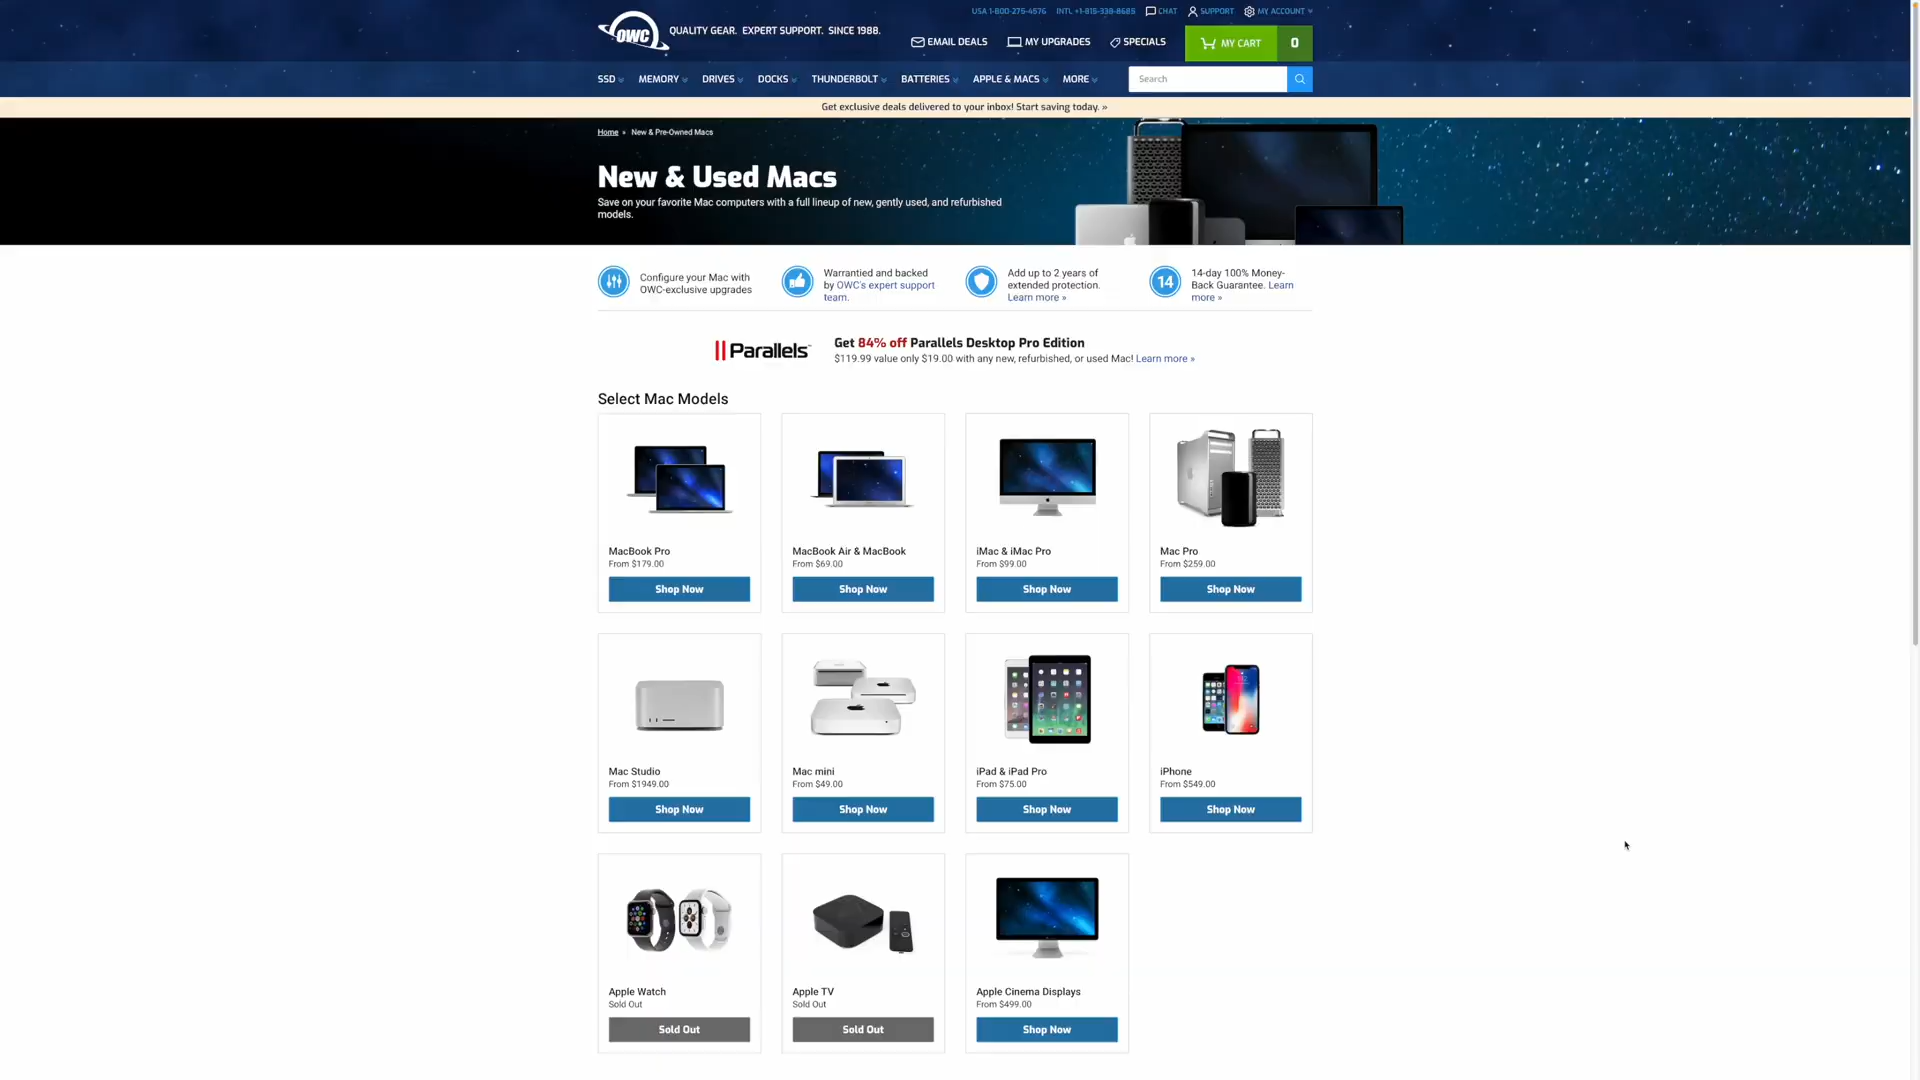 USA 1-800-275-4576 INTL +1-815-338-8685 CHAT SUPPORT MY ACCOUNT
OWC QUALITY GEAR. EXPERT SUPPORT. SINCE 1988.
EMAIL DEALS MY UPGRADES SPECIALS MY CART 0
SSD MEMORY DRIVES DOCKS THUNDERBOLT BATTERIES APPLE & MACS MORE Search
Get exclusive deals delivered to your inbox! Start saving today. »
Home » New & Pre-Owned Macs
New & Used Macs
Save on your favorite Mac computers with a full lineup of new, gently used, and refurbished
models.
Configure your Mac with
OWC-exclusive upgrades
Warrantied and backed
by OWC's expert support
team.
Add up to 2 years of
extended protection.
Learn more »
14
14-day 100% Money-
Back Guarantee. Learn
more »
Parallels
Get 84% off Parallels Desktop Pro Edition
$119.99 value only $19.00 with any new, refurbished, or used Mac! Learn more »
Select Mac Models
MacBook Pro
From $179.00
Shop Now
MacBook Air & MacBook
From $69.00
Shop Now
iMac & iMac Pro
From $99.00
Shop Now
Mac Pro
From $259.00
Shop Now
Mac Studio
From $1949.00
Shop Now
Mac mini
From $49.00
Shop Now
iPad & iPad Pro
From $75.00
Shop Now
iPhone
From $549.00
Shop Now
Apple Watch
Sold Out
Sold Out
Apple TV
Sold Out
Sold Out
Apple Cinema Displays
From $499.00
Shop Now